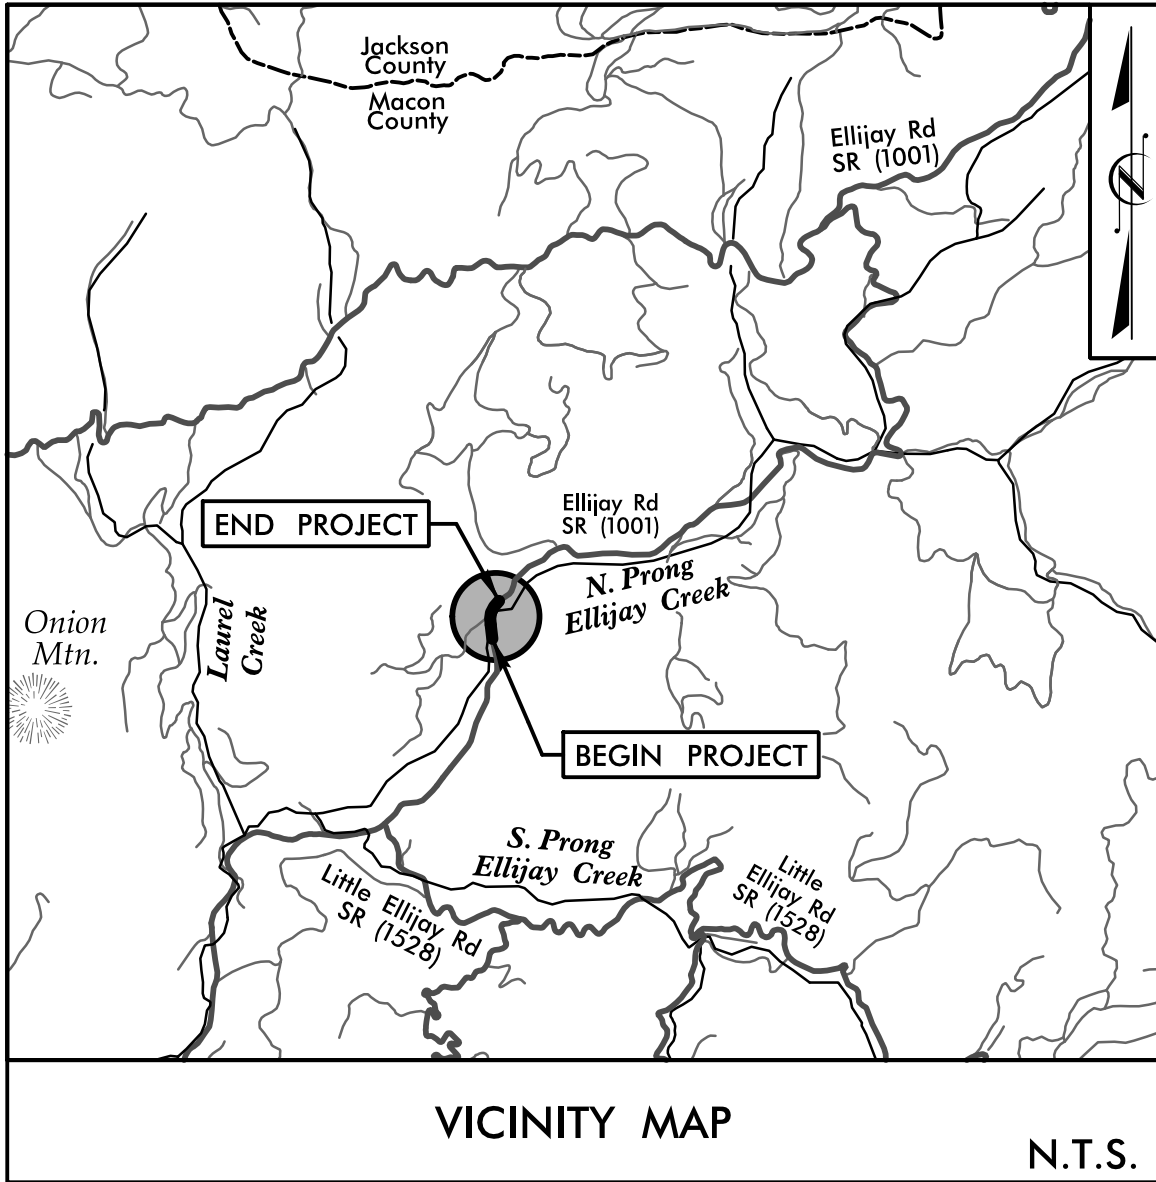 Jackson
County
Macon
County
Ellijay Rd
SR (1001)
N
END PROJECT
Ellijay Rd
SR (1001)
N. Prong
Ellijay Creek
Onion
Mtn.
Laurel
Creek
BEGIN PROJECT
S. Prong
Ellijay Creek
Little Ellijay Rd
SR (1528)
Little
Ellijay Rd
SR (1528)
VICINITY MAP
N.T.S.